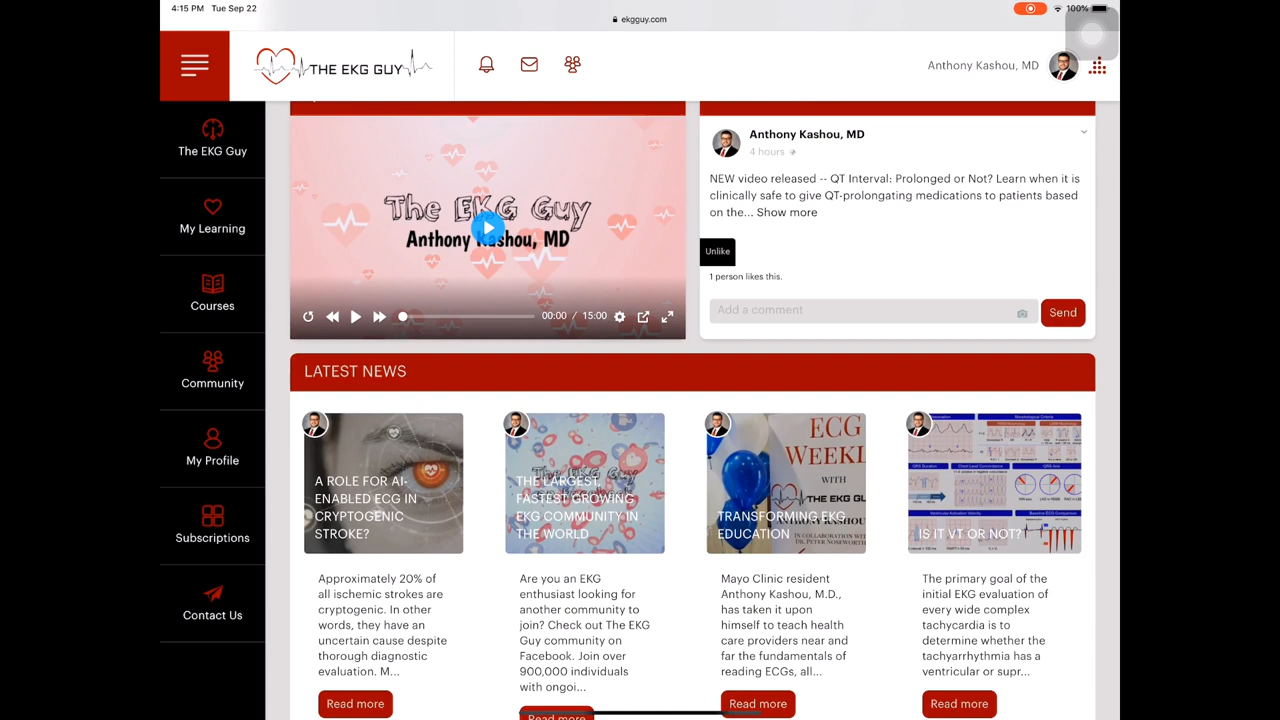 4:15 PM Tue Sep 22
ekgguy.com
100%
THE EKG GUY
Anthony Kashou, MD
The EKG Guy
My Learning
Courses
Community
My Profile
Subscriptions
Contact Us
The EKG Guy
Anthony Kashou, MD
00:00 / 15:00
Anthony Kashou, MD
4 hours
NEW video released -- QT Interval: Prolonged or Not? Learn when it is
clinically safe to give QT-prolongating medications to patients based
on the... Show more
Unlike
1 person likes this.
Add a comment
Send
LATEST NEWS
A ROLE FOR AI-
ENABLED ECG IN
CRYPTOGENIC
STROKE?
Approximately 20% of
all ischemic strokes are
cryptogenic. In other
words, they have an
uncertain cause despite
thorough diagnostic
evaluation. M...
Read more
The EKG Guy
THE LARGEST,
FASTEST GROWING
EKG COMMUNITY IN
THE WORLD
Are you an EKG
enthusiast looking for
another community to
join? Check out The EKG
Guy community on
Facebook. Join over
900,000 individuals
with ongoi...
Read more
ECG
WEEKL
WITH
THE EKG
TRANSFORMING EKG
EDUCATION
ANTHONY KASHOU
IN COLLABORATION
DR. PETER NOSEWORTH
Mayo Clinic resident
Anthony Kashou, M.D.,
has taken it upon
himself to teach health
care providers near and
far the fundamentals of
reading ECGs, all...
Read more
IS IT VT OR NOT?
The primary goal of the
initial EKG evaluation of
every wide complex
tachycardia is to
determine whether the
tachyarrhythmia has a
ventricular or supr...
Read more